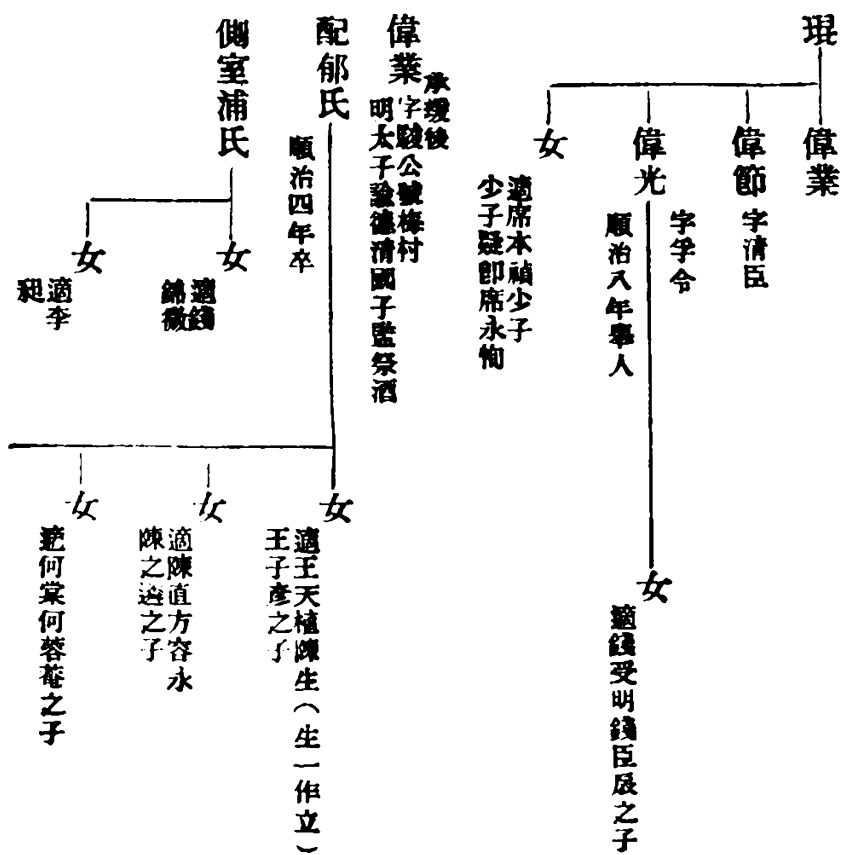 琨
偉業
偉節
字清臣
偉光
字孚令
順治八年舉人
女
適錢受明錢臣扆之子
女
適席本禎少子
少子疑卽席永恂
偉業
承煖後
字駿公號梅村
明太子諭德清國子監祭酒
配郁氏
順治四年卒
女
適王天植陳生(生一作立)
王子彥之子
女
適陳直方容永
陳之遴之子
女
適何棠何蓉菴之子
側室浦氏
女
適錢
錦徵
女
適李
昶